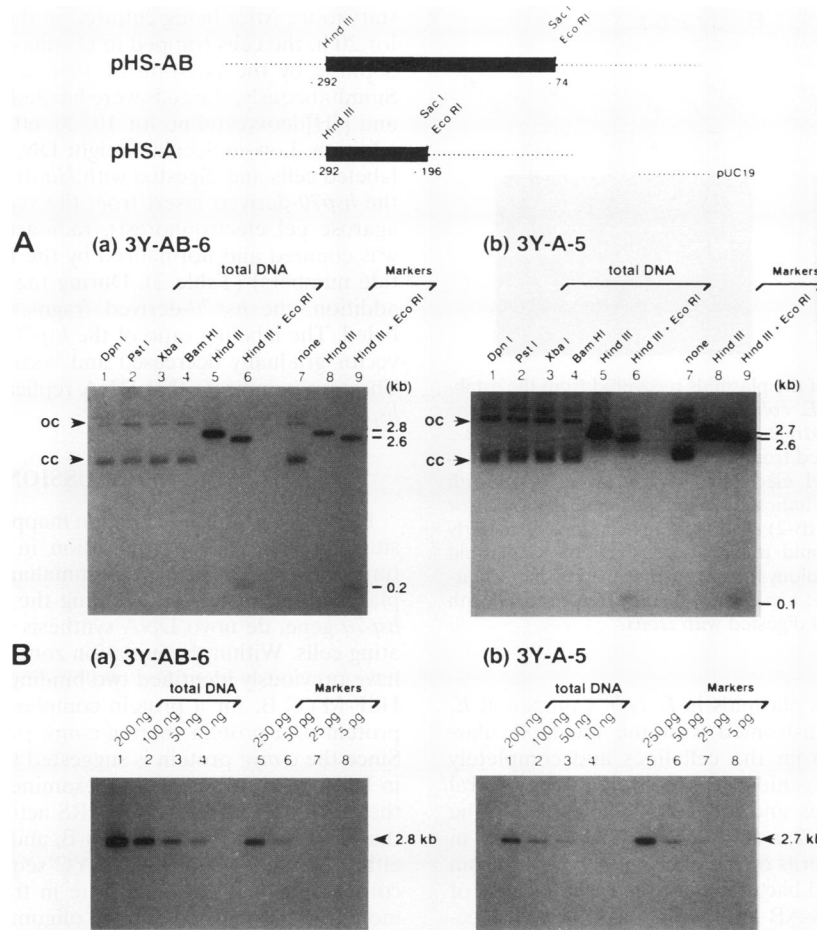 Hind III
Sac I
Eco RI
pHS-AB
- 292
- 74
Hind III
Sac I
Eco RI
pHS-A
- 292
- 196
pUC19
A
(a) 3Y-AB-6
(b) 3Y-A-5
total DNA
Markers
total DNA
Markers
Dpn I
Pst I
Xba I
Bam HI
Hind III
Hind III + Eco RI
none
Hind III
Hind III + Eco RI
Dpn I
Pst I
Xba I
Bam HI
Hind III
Hind III + Eco RI
none
Hind III
Hind III + Eco RI
1 2 3 4 5 6 7 8 9 (kb)
1 2 3 4 5 6 7 8 9 (kb)
OC
CC
2.8
2.6
0.2
OC
CC
2.7
2.6
0.1
B
(a) 3Y-AB-6
(b) 3Y-A-5
total DNA
Markers
total DNA
Markers
200 ng
100 ng
50 ng
10 ng
250 pg
50 pg
25 pg
5 pg
200 ng
100 ng
50 ng
10 ng
250 pg
50 pg
25 pg
5 pg
1 2 3 4 5 6 7 8
1 2 3 4 5 6 7 8
2.8 kb
2.7 kb